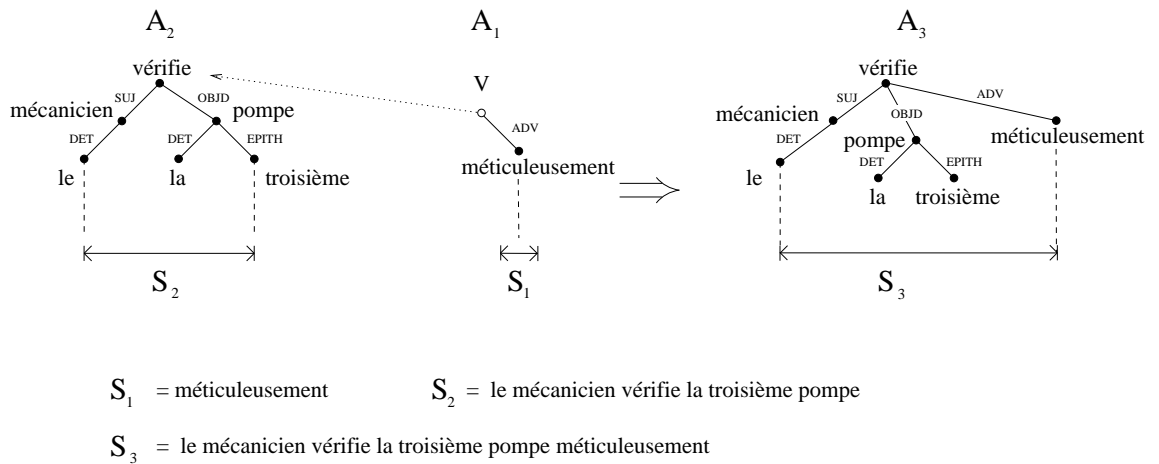 A2 A1 A3
vérifie V vérifie
SUJ OBJD SUJ ADV
mécanicien pompe ADV mécanicien OBJD
DET DET EPITH méticuleusement DET pompe méticuleusement
le la troisième DET EPITH
le la troisième
S2 S1 S3
S1 = méticuleusement S2 = le mécanicien vérifie la troisième pompe
S3 = le mécanicien vérifie la troisième pompe méticuleusement